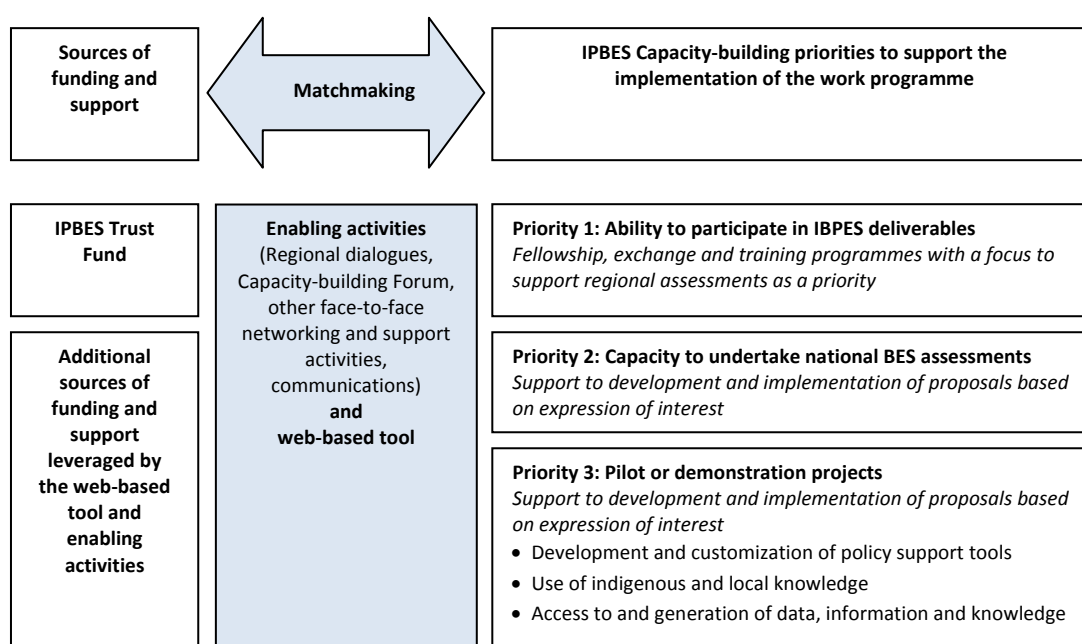 Sources of
funding and
support
Matchmaking
IPBES Capacity-building priorities to support the
implementation of the work programme
IPBES Trust
Fund
Additional
sources of
funding and
support
leveraged by
the web-based
tool and
enabling
activities
Enabling activities
(Regional dialogues,
Capacity-building Forum,
other face-to-face
networking and support
activities,
communications)
and
web-based tool
Priority 1: Ability to participate in IBPES deliverables
Fellowship, exchange and training programmes with a focus to
support regional assessments as a priority
Priority 2: Capacity to undertake national BES assessments
Support to development and implementation of proposals based
on expression of interest
Priority 3: Pilot or demonstration projects
Support to development and implementation of proposals based
on expression of interest
• Development and customization of policy support tools
• Use of indigenous and local knowledge
• Access to and generation of data, information and knowledge